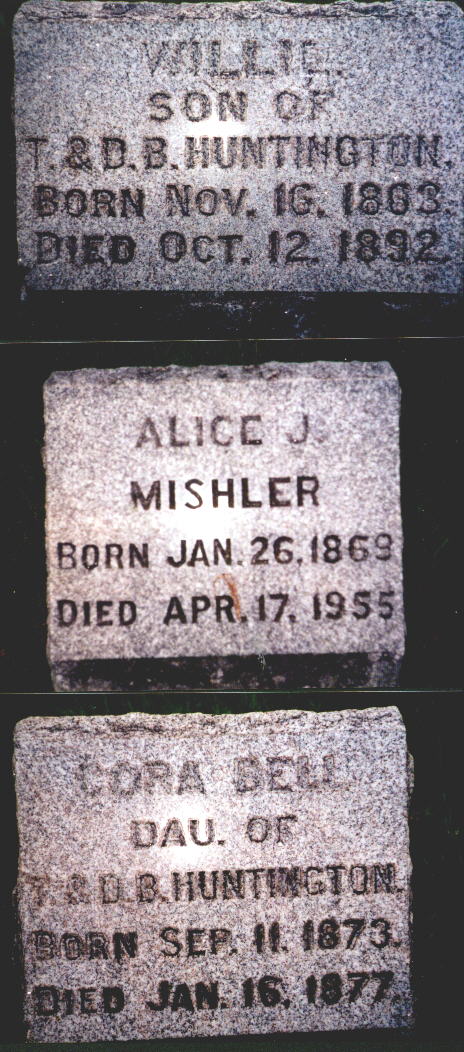 WILLIE.
SON OF
T. & D. B. HUNTINGTON.
BORN NOV. 16. 1863.
DIED OCT. 12. 1892.
ALICE J.
MISHLER
BORN JAN. 26. 1869
DIED APR. 17. 1955
CORA BELL.
DAU. OF
T. & D. B. HUNTINGTON.
BORN SEP. 11. 1873.
DIED JAN. 16. 1877.